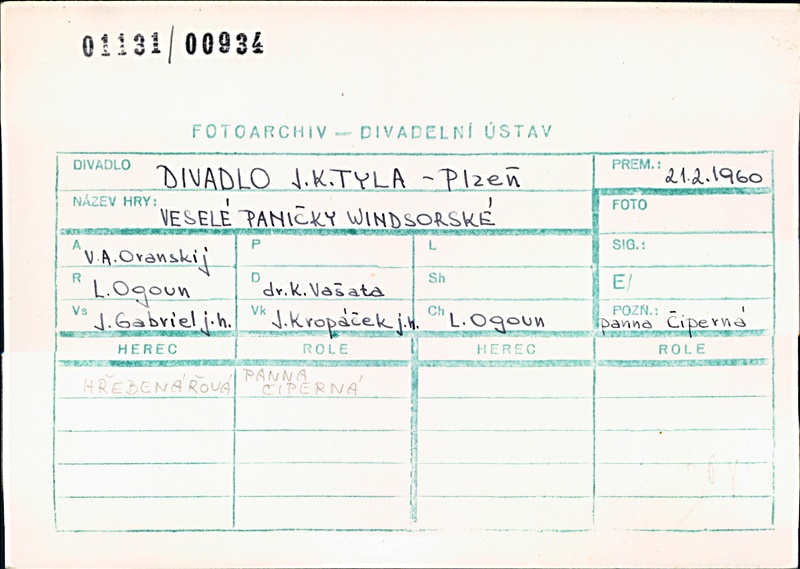 01131/00934
FOTOARCHIV – DIVADELNÍ ÚSTAV
DIVADLO DIVADLO J.K.TYLA – Plzeň
PREM.: 21.2.1960
NÁZEV HRY: VESELÉ PANIČKY WINDSORSKÉ
FOTO
A V.A. Oranskij P L SIG.:
R L. Ogoun D dr. K. Vašata Sh E/
Vs J. Gabriel j.h. Vk J. Kropáček j.h. Ch L. Ogoun POZN.: panna Čiperná
HEREC ROLE HEREC ROLE
HŘEBENÁŘOVÁ PANNA
ČIPERNÁ